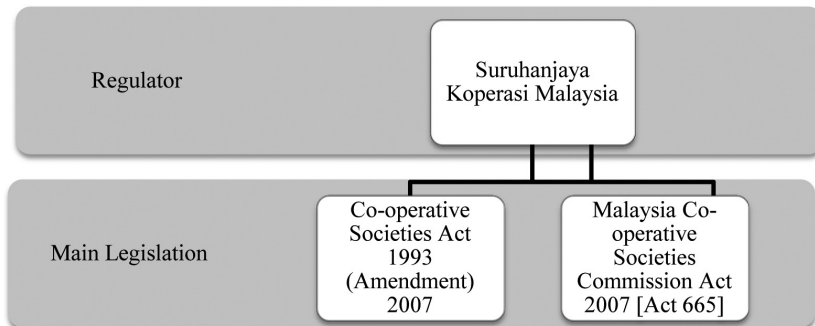 Regulator
Suruhanjaya
Koperasi Malaysia
Main Legislation
Co-operative
Societies Act
1993
(Amendment)
2007
Malaysia Co-
operative
Societies
Commission Act
2007 [Act 665]